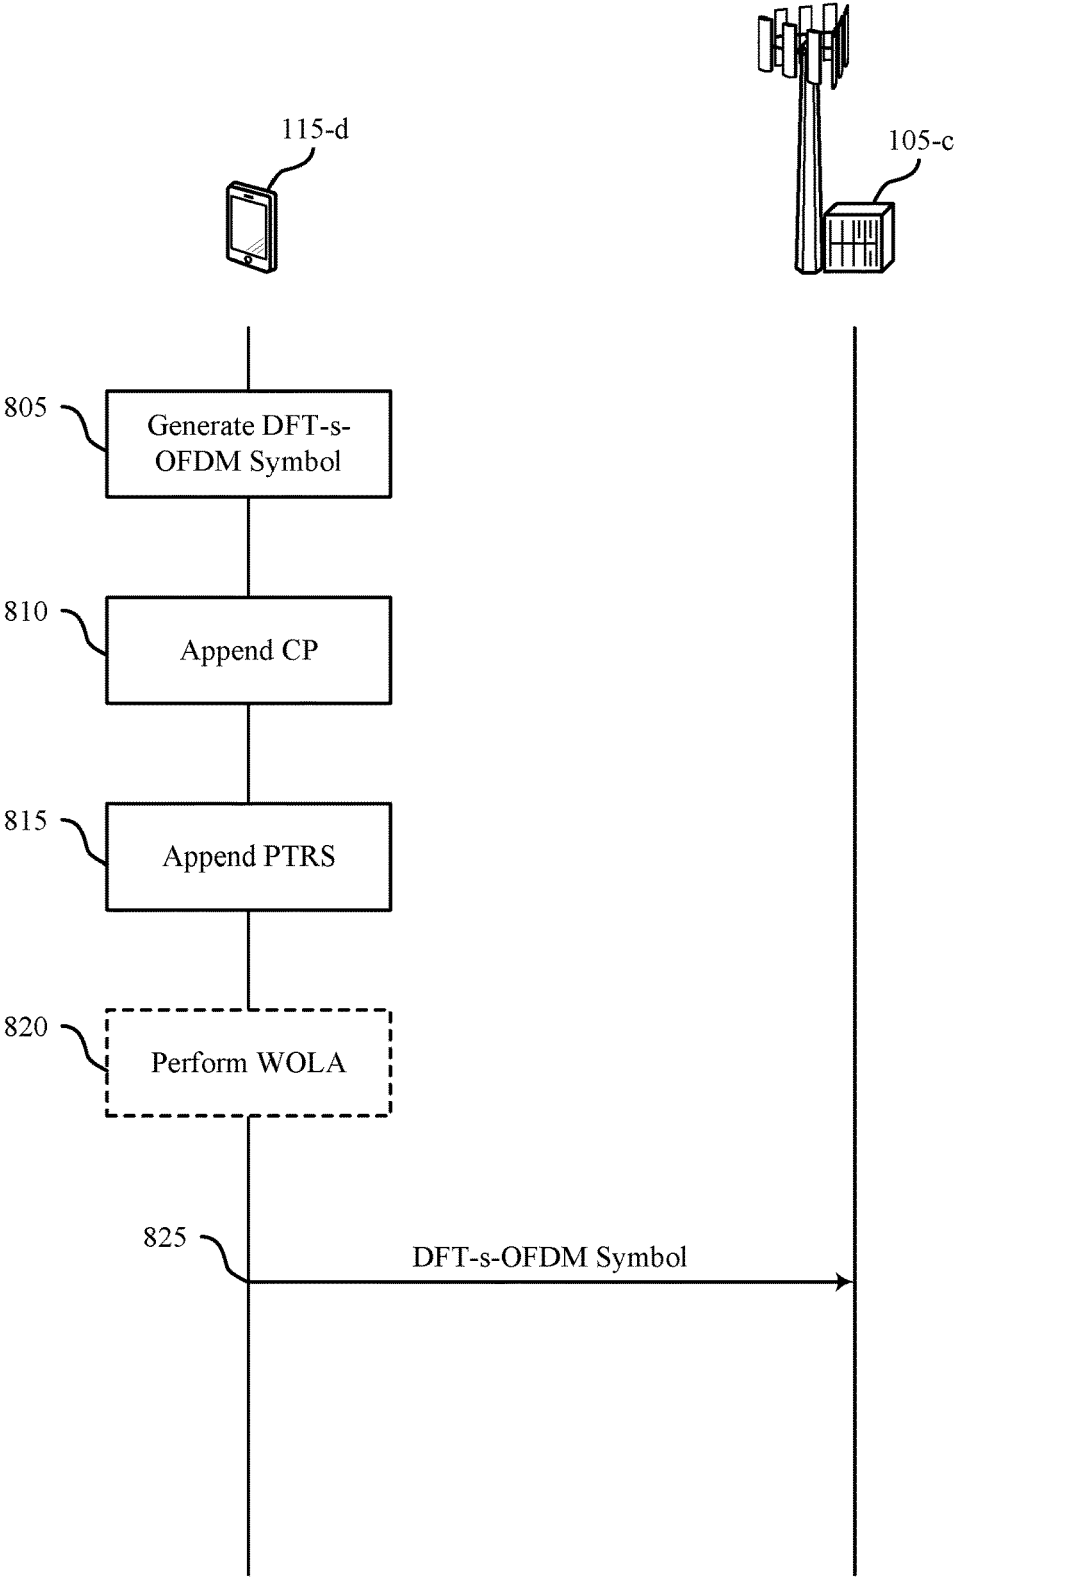 115-d
105-c
805
Generate DFT-s-
OFDM Symbol
810
Append CP
815
Append PTRS
820
Perform WOLA
825
DFT-s-OFDM Symbol